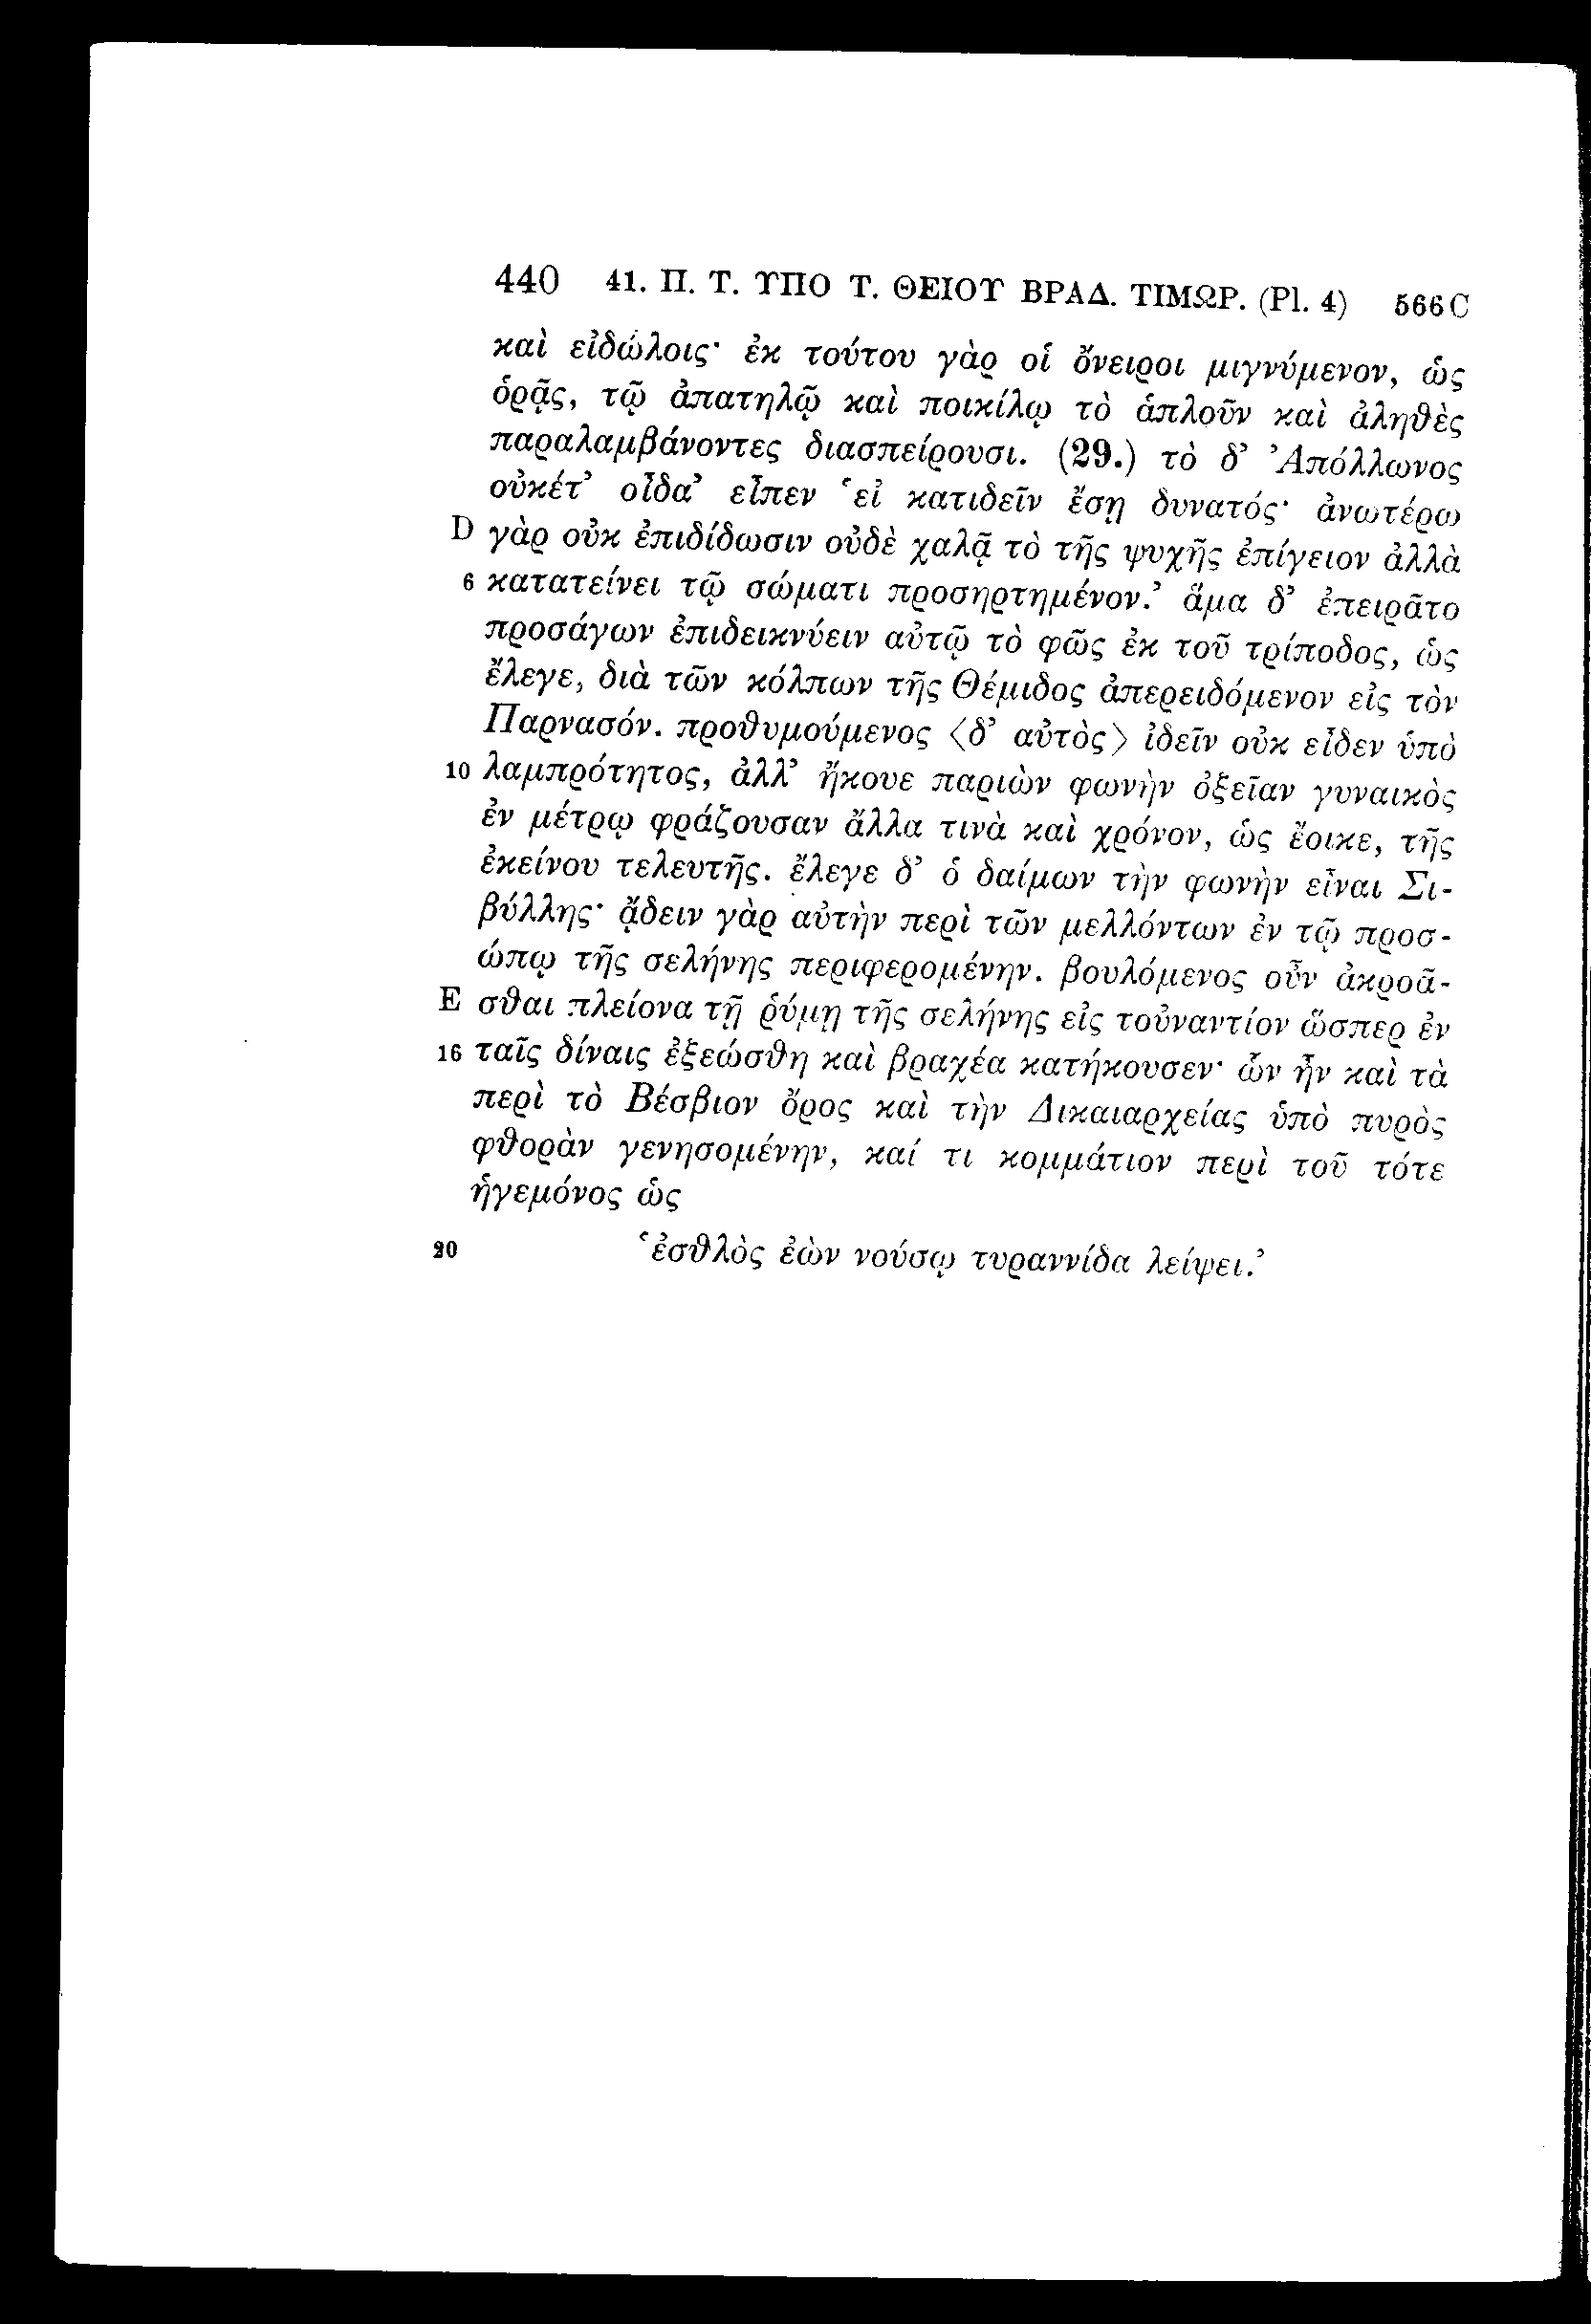 440 41. Π. Τ. ΥΠΟ Τ. ΘΕΙΟΥ ΒΡΑΔ. ΤΙΜΩΡ. (Pl. 4) 566 C
καὶ εἰδώλοις· ἐκ τούτου γὰρ οἱ ὄνειροι μιγνύμενον, ὡς
ὁρᾷς, τῷ ἀπατηλῷ καὶ ποικίλῳ τὸ ἁπλοῦν καὶ ἀληθὲς
παραλαμβάνοντες διασπείρουσι. (29.) τὸ δ’ Ἀπόλλωνος
οὐκέτ’ οἶδα’ εἶπεν ‘εἰ κατιδεῖν ἔσῃ δυνατός· ἀνωτέρω
D γὰρ οὐκ ἐπιδίδωσιν οὐδὲ χαλᾷ τὸ τῆς ψυχῆς ἐπίγειον ἀλλὰ
6 κατατείνει τῷ σώματι προσηρτημένον.’ ἅμα δ’ ἐπειρᾶτο
προσάγων ἐπιδεικνύειν αὐτῷ τὸ φῶς ἐκ τοῦ τρίποδος, ὡς
ἔλεγε, διὰ τῶν κόλπων τῆς Θέμιδος ἀπερειδόμενον εἰς τὸν
Παρνασόν. προθυμούμενος 〈δ’ αὐτὸς〉 ἰδεῖν οὐκ εἶδεν ὑπὸ
10 λαμπρότητος, ἀλλ’ ἤκουε παριὼν φωνὴν ὀξεῖαν γυναικὸς
ἐν μέτρῳ φράζουσαν ἄλλα τινὰ καὶ χρόνον, ὡς ἔοικε, τῆς
ἐκείνου τελευτῆς. ἔλεγε δ’ ὁ δαίμων τὴν φωνὴν εἶναι Σι-
βύλλης· ᾄδειν γὰρ αὐτὴν περὶ τῶν μελλόντων ἐν τῷ προσ-
ώπῳ τῆς σελήνης περιφερομένην. βουλόμενος οὖν ἀκροᾶ-
E σθαι πλείονα τῇ ῥύμῃ τῆς σελήνης εἰς τοὐναντίον ὥσπερ ἐν
16 ταῖς δίναις ἐξεώσθη καὶ βραχέα κατήκουσεν· ὧν ἦν καὶ τὰ
περὶ τὸ Βέσβιον ὄρος καὶ τὴν Δικαιαρχείας ὑπὸ πυρὸς
φθορὰν γενησομένην, καί τι κομμάτιον περὶ τοῦ τότε
ἡγεμόνος ὡς
20 ‘ἐσθλὸς ἐὼν νούσῳ τυραννίδα λείψει.’